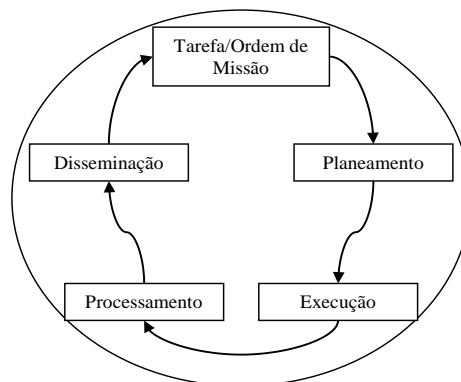 Tarefa/Ordem de
Missão
Disseminação
Planeamento
Processamento
Execução